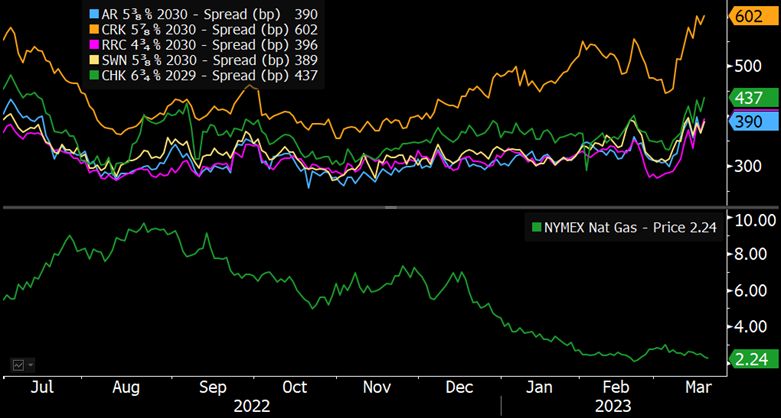 AR 5⅜ % 2030 - Spread (bp) 390
CRK 5⅞ % 2030 - Spread (bp) 602
RRC 4¾ % 2030 - Spread (bp) 396
SWN 5⅜ % 2030 - Spread (bp) 389
CHK 6¾ % 2029 - Spread (bp) 437
602
500
437
390
300
NYMEX Nat Gas - Price 2.24
10.00
8.00
6.00
4.00
2.24
Jul Aug Sep Oct Nov Dec Jan Feb Mar
2022 2023